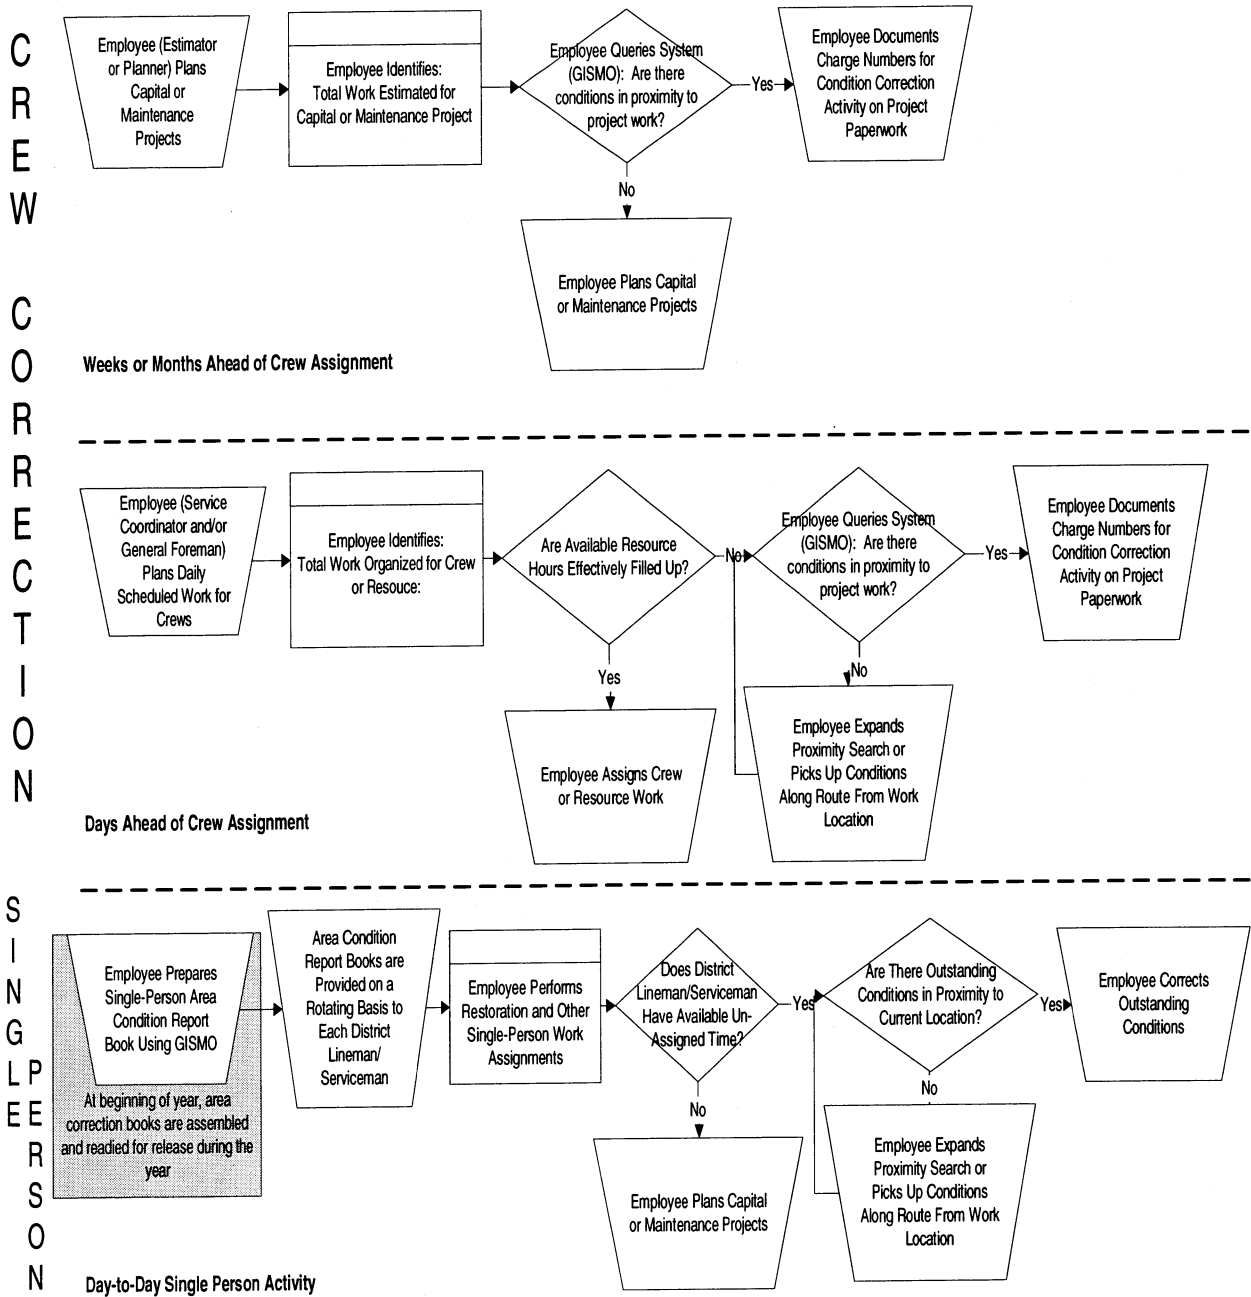 CREW CORRECTION
Employee (Estimator
or Planner) Plans
Capital or
Maintenance
Projects
Employee Identifies:
Total Work Estimated for
Capital or Maintenance Project
Employee Queries System
(GISMO): Are there
conditions in proximity to
project work?
Yes
Employee Documents
Charge Numbers for
Condition Correction
Activity on Project
Paperwork
No
Employee Plans Capital
or Maintenance Projects
Weeks or Months Ahead of Crew Assignment
Employee (Service
Coordinator and/or
General Foreman)
Plans Daily
Scheduled Work for
Crews
Employee Identifies:
Total Work Organized for Crew
or Resouce:
Are Available Resource
Hours Effectively Filled Up?
No
Employee Queries System
(GISMO): Are there
conditions in proximity to
project work?
Yes
Employee Documents
Charge Numbers for
Condition Correction
Activity on Project
Paperwork
Yes
Employee Assigns Crew
or Resource Work
No
Employee Expands
Proximity Search or
Picks Up Conditions
Along Route From Work
Location
Days Ahead of Crew Assignment
SINGLE
PERSON
Employee Prepares
Single-Person Area
Condition Report
Book Using GISMO
At beginning of year, area
correction books are assembled
and readied for release during the
year
Area Condition
Report Books are
Provided on a
Rotating Basis to
Each District
Lineman/
Serviceman
Employee Performs
Restoration and Other
Single-Person Work
Assignments
Does District
Lineman/Serviceman
Have Available Un-
Assigned Time?
Yes
Are There Outstanding
Conditions in Proximity to
Current Location?
Yes
Employee Corrects
Outstanding
Conditions
No
Employee Plans Capital
or Maintenance Projects
No
Employee Expands
Proximity Search or
Picks Up Conditions
Along Route From Work
Location
Day-to-Day Single Person Activity